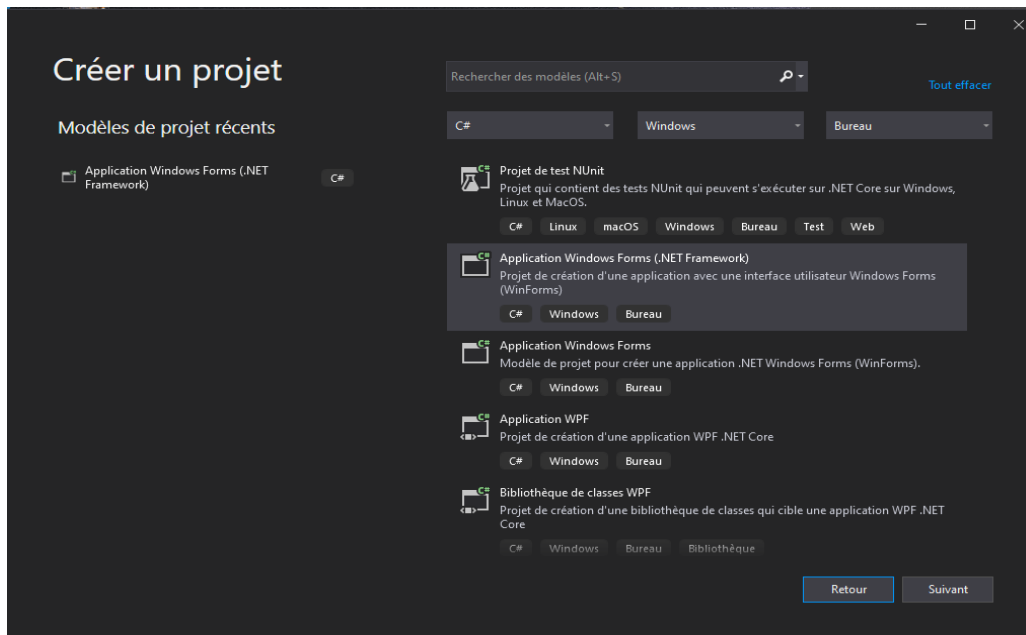 Créer un projet
Modèles de projet récents
Application Windows Forms (.NET
Framework)
C#
Rechercher des modèles (Alt+S)
Tout effacer
C#
Windows
Bureau
Projet de test NUnit
Projet qui contient des tests NUnit qui peuvent s'exécuter sur .NET Core sur Windows,
Linux et MacOS.
C# Linux macOS Windows Bureau Test Web
Application Windows Forms (.NET Framework)
Projet de création d'une application avec une interface utilisateur Windows Forms
(WinForms)
C# Windows Bureau
Application Windows Forms
Modèle de projet pour créer une application .NET Windows Forms (WinForms).
C# Windows Bureau
Application WPF
Projet de création d'une application WPF .NET Core
C# Windows Bureau
Bibliothèque de classes WPF
Projet de création d'une bibliothèque de classes qui cible une application WPF .NET
Core
C# Windows Bureau Bibliothèque
Retour
Suivant